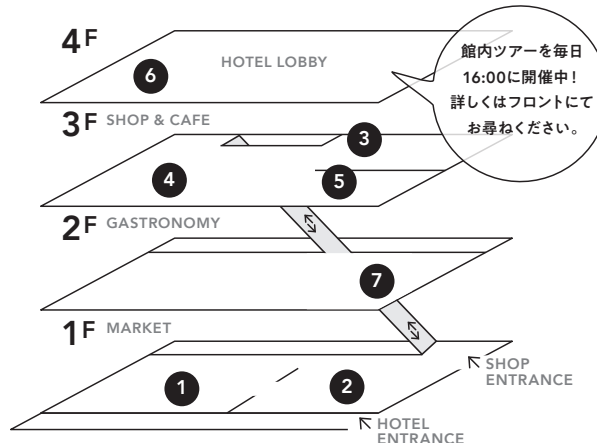 4F
HOTEL LOBBY
6
館内ツアーを毎日
16:00に開催中！
詳しくはフロントにて
お尋ねください。
3F SHOP & CAFE
3
4
5
2F GASTRONOMY
7
1F MARKET
1
2
SHOP
ENTRANCE
HOTEL
ENTRANCE